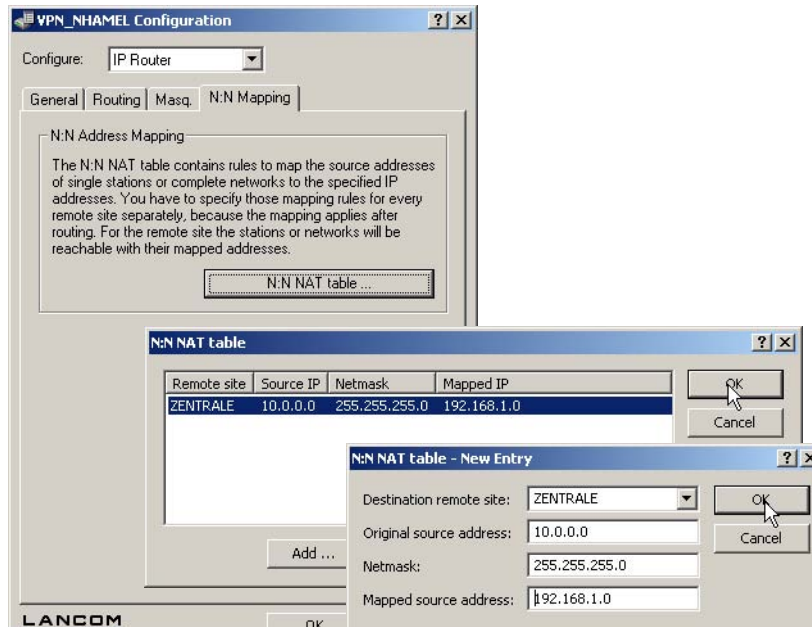 VPN_NHAMEL Configuration
Configure: IP Router
General Routing Masq. N:N Mapping
N:N Address Mapping
The N:N NAT table contains rules to map the source addresses
of single stations or complete networks to the specified IP
addresses. You have to specify those mapping rules for every
remote site separately, because the mapping applies after
routing. For the remote site the stations or networks will be
reachable with their mapped addresses.
N:N NAT table ...
N:N NAT table
Remote site Source IP Netmask Mapped IP
ZENTRALE 10.0.0.0 255.255.255.0 192.168.1.0
OK
Cancel
Add ...
N:N NAT table - New Entry
Destination remote site: ZENTRALE
Original source address: 10.0.0.0
Netmask: 255.255.255.0
Mapped source address: 192.168.1.0
OK
Cancel
LANCOM
OK